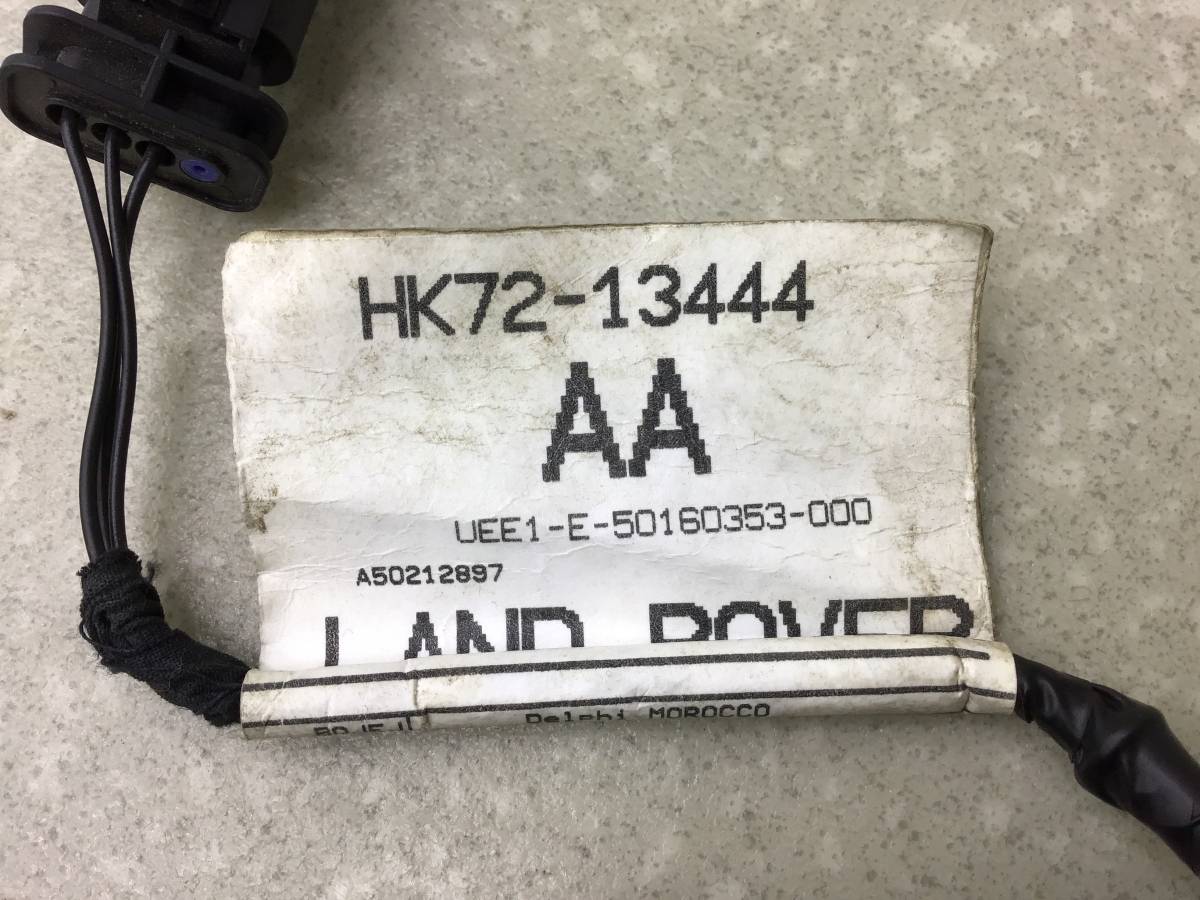 HK72-13444
AA
UEE1-E-50160353-000
A50212897
LAND ROVER
Delphi MOROCCO